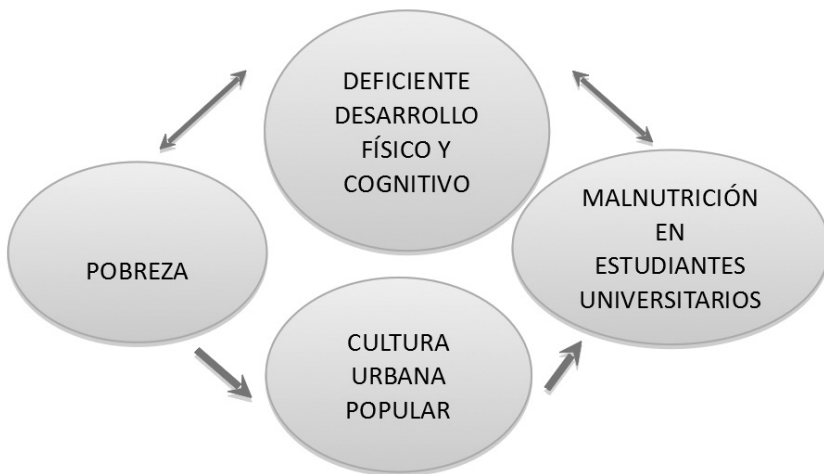 DEFICIENTE
DESARROLLO
FÍSICO Y
COGNITIVO
POBREZA
MALNUTRICIÓN
EN
ESTUDIANTES
UNIVERSITARIOS
CULTURA
URBANA
POPULAR